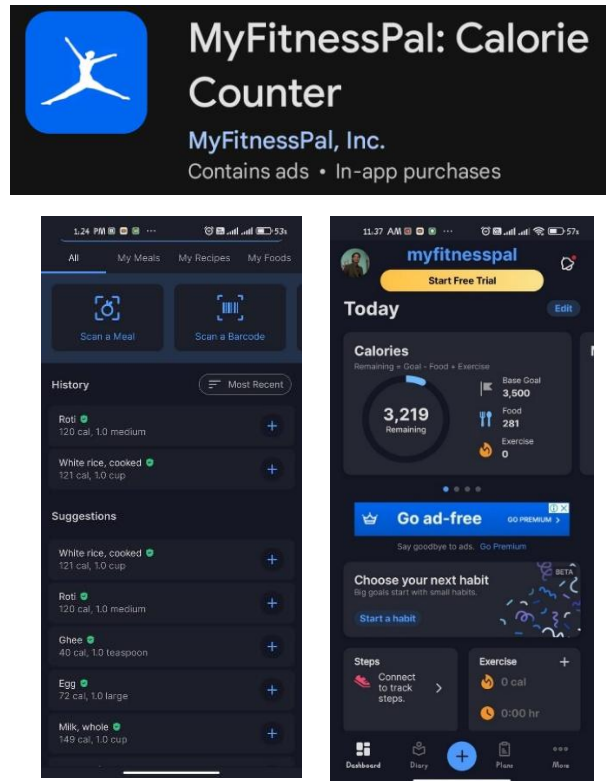 MyFitnessPal: Calorie
Counter
MyFitnessPal, Inc.
Contains ads • In-app purchases
1.24 PM ... 53
All My Meals My Recipes My Foods
Scan a Meal Scan a Barcode
History Most Recent
Roti
120 cal, 1.0 medium
White rice, cooked
121 cal, 1.0 cup
Suggestions
White rice, cooked
121 cal, 1.0 cup
Roti
120 cal, 1.0 medium
Ghee
40 cal, 1.0 teaspoon
Egg
72 cal, 1.0 large
Milk, whole
149 cal, 1.0 cup
11.37 AM ... 57
myfitnesspal
Start Free Trial
Today Edit
Calories
Remaining = Goal - Food + Exercise
3,219
Remaining
Base Goal
3,500
Food
281
Exercise
0
Go ad-free GO PREMIUM
Say goodbye to ads. Go Premium
Choose your next habit BETA
Big goals start with small habits.
Start a habit
Steps
Connect
to track
steps.
Exercise +
0 cal
0:00 hr
Dashboard Diary Plans More